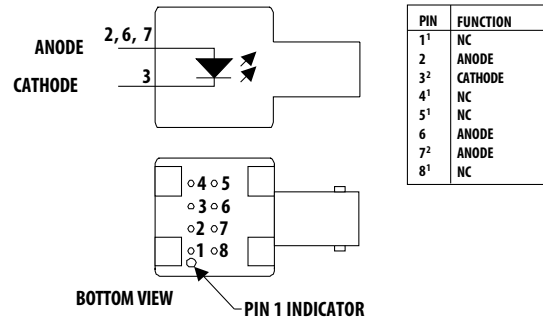 ANODE 2, 6, 7
CATHODE 3
4 5
3 6
2 7
1 8
BOTTOM VIEW
PIN 1 INDICATOR
PIN FUNCTION
1¹ NC
2 ANODE
3² CATHODE
4¹ NC
5¹ NC
6 ANODE
7² ANODE
8¹ NC